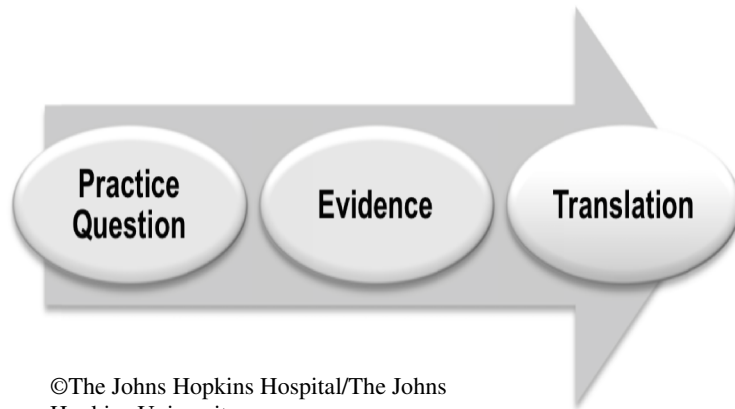 Practice
Question
Evidence
Translation
©The Johns Hopkins Hospital/The Johns